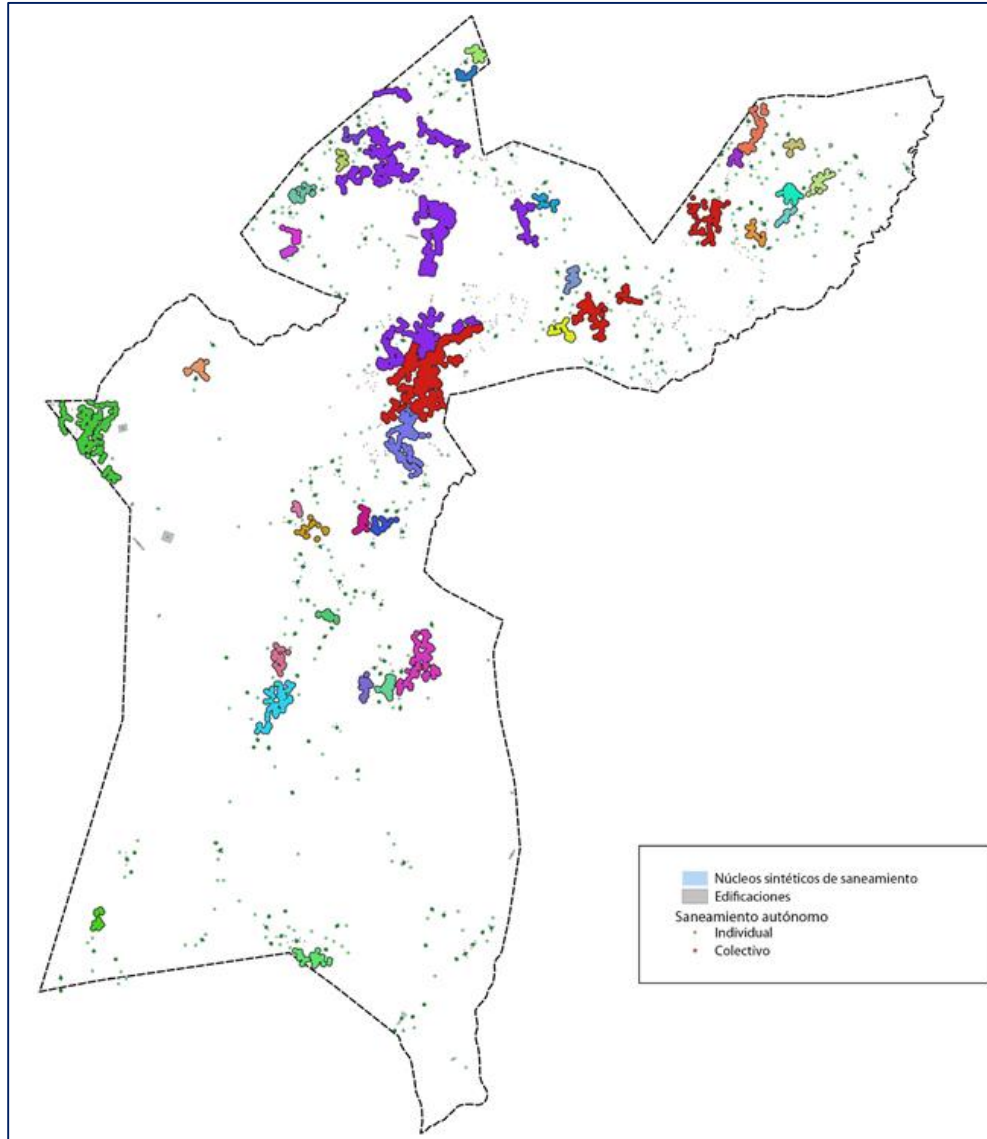 Núcleos sintéticos de saneamiento
Edificaciones
Saneamiento autónomo
Individual
Colectivo